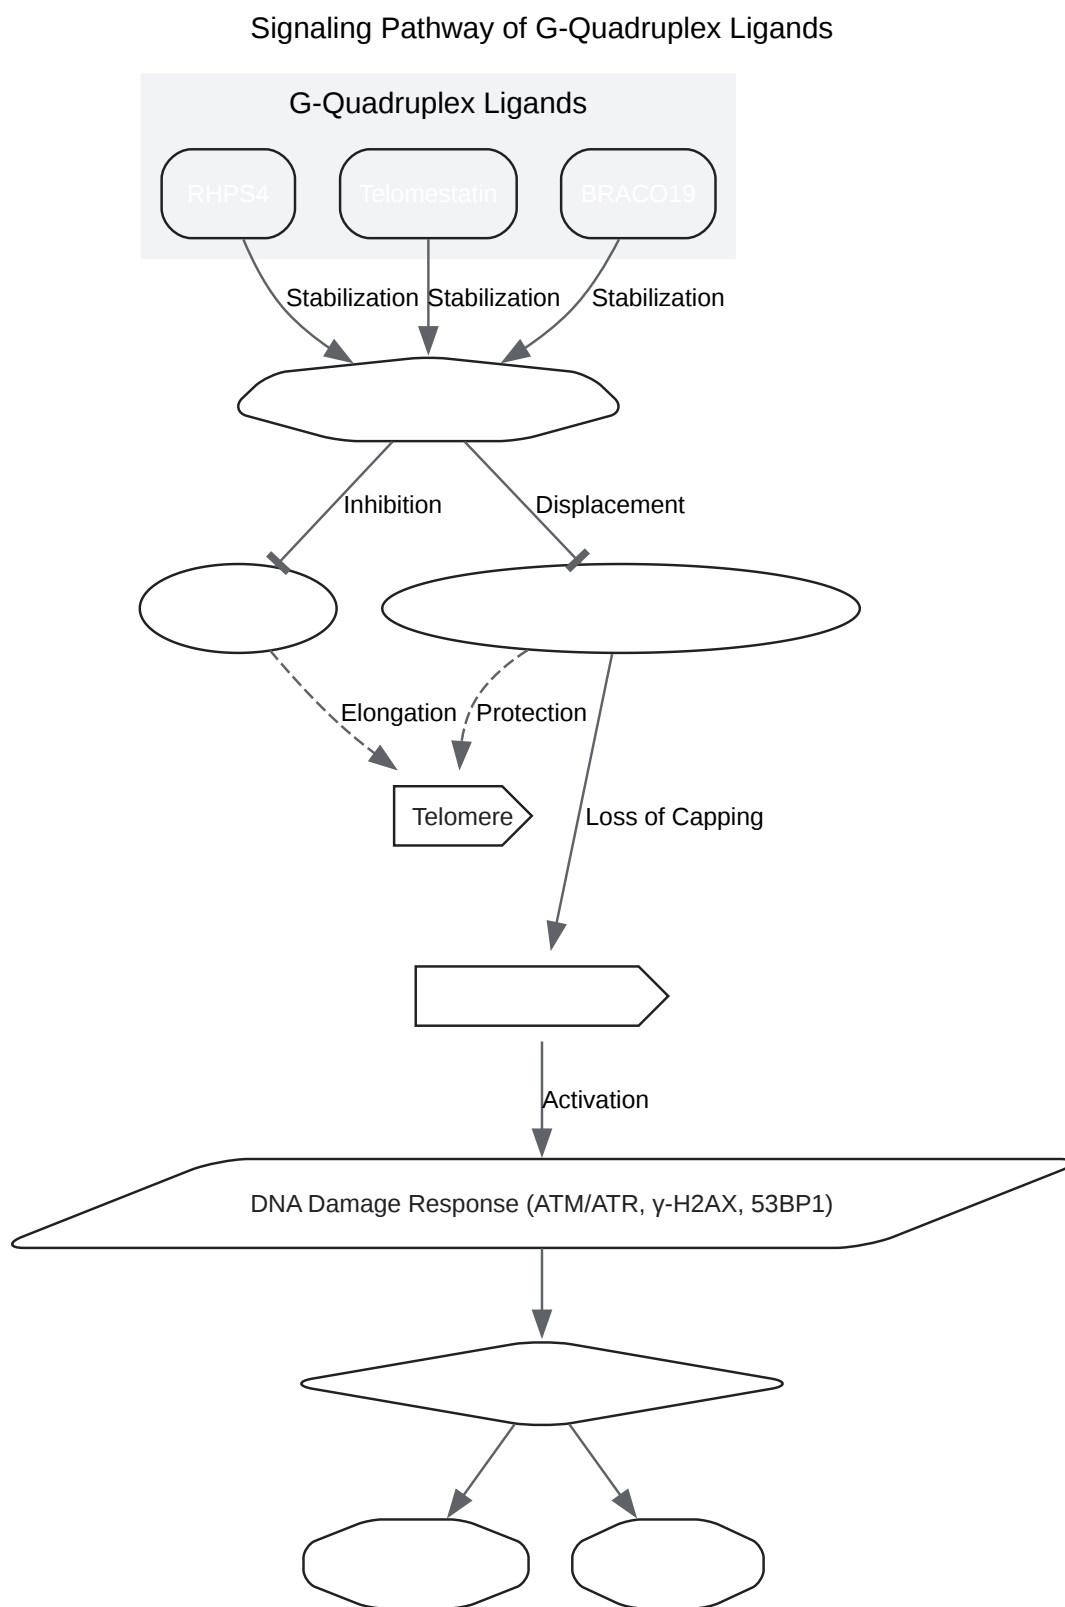 Signaling Pathway of G-Quadruplex Ligands
G-Quadruplex Ligands
RHPS4
Telomestatin
BRACO19
Stabilization
Stabilization
Stabilization
Inhibition
Displacement
Elongation
Protection
Telomere
Loss of Capping
Activation
DNA Damage Response (ATM/ATR, γ-H2AX, 53BP1)